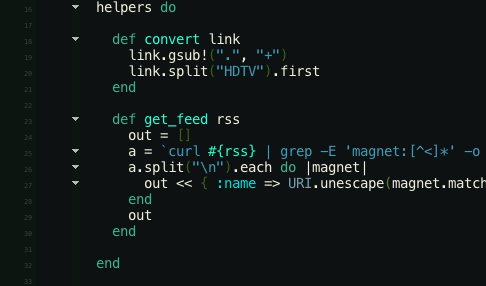 16 helpers do
17
18 def convert link
19 link.gsub!(".", "+")
20 link.split("HDTV").first
21 end
22
23 def get_feed rss
24 out = []
25 a = `curl #{rss} | grep -E 'magnet:[^<]*' -o
26 a.split("\n").each do |magnet|
27 out << { :name => URI.unescape(magnet.match
28 end
29 out
30 end
31
32 end
33